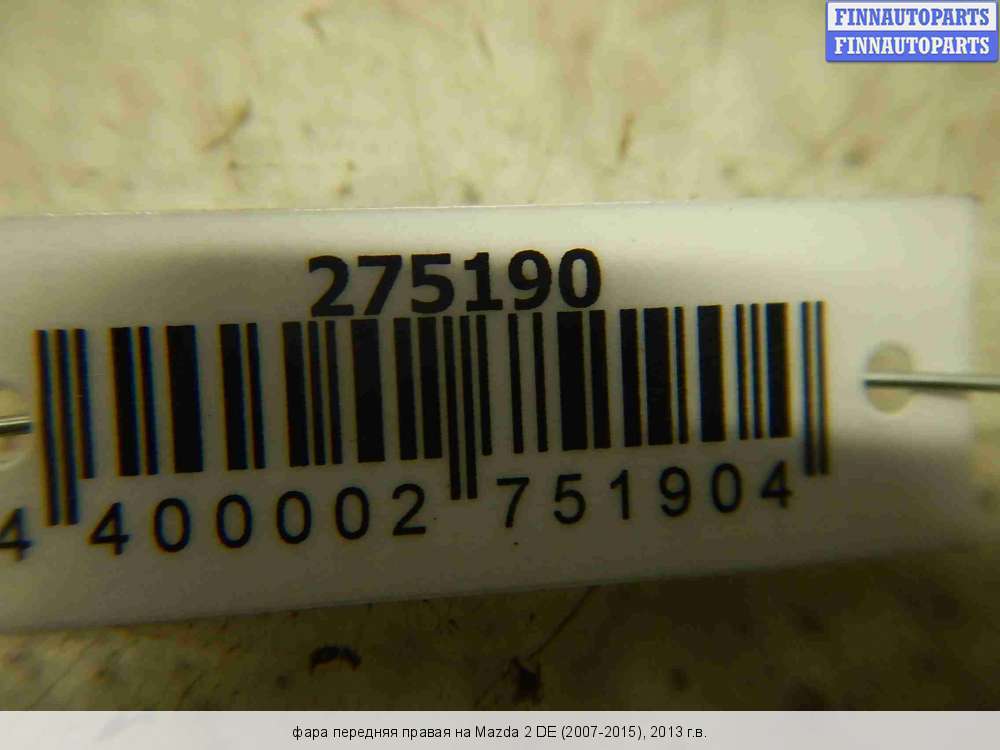 FINNAUTOPARTS
FINNAUTOPARTS
275190
4 400002 751904
фара передняя правая на Mazda 2 DE (2007-2015), 2013 г.в.